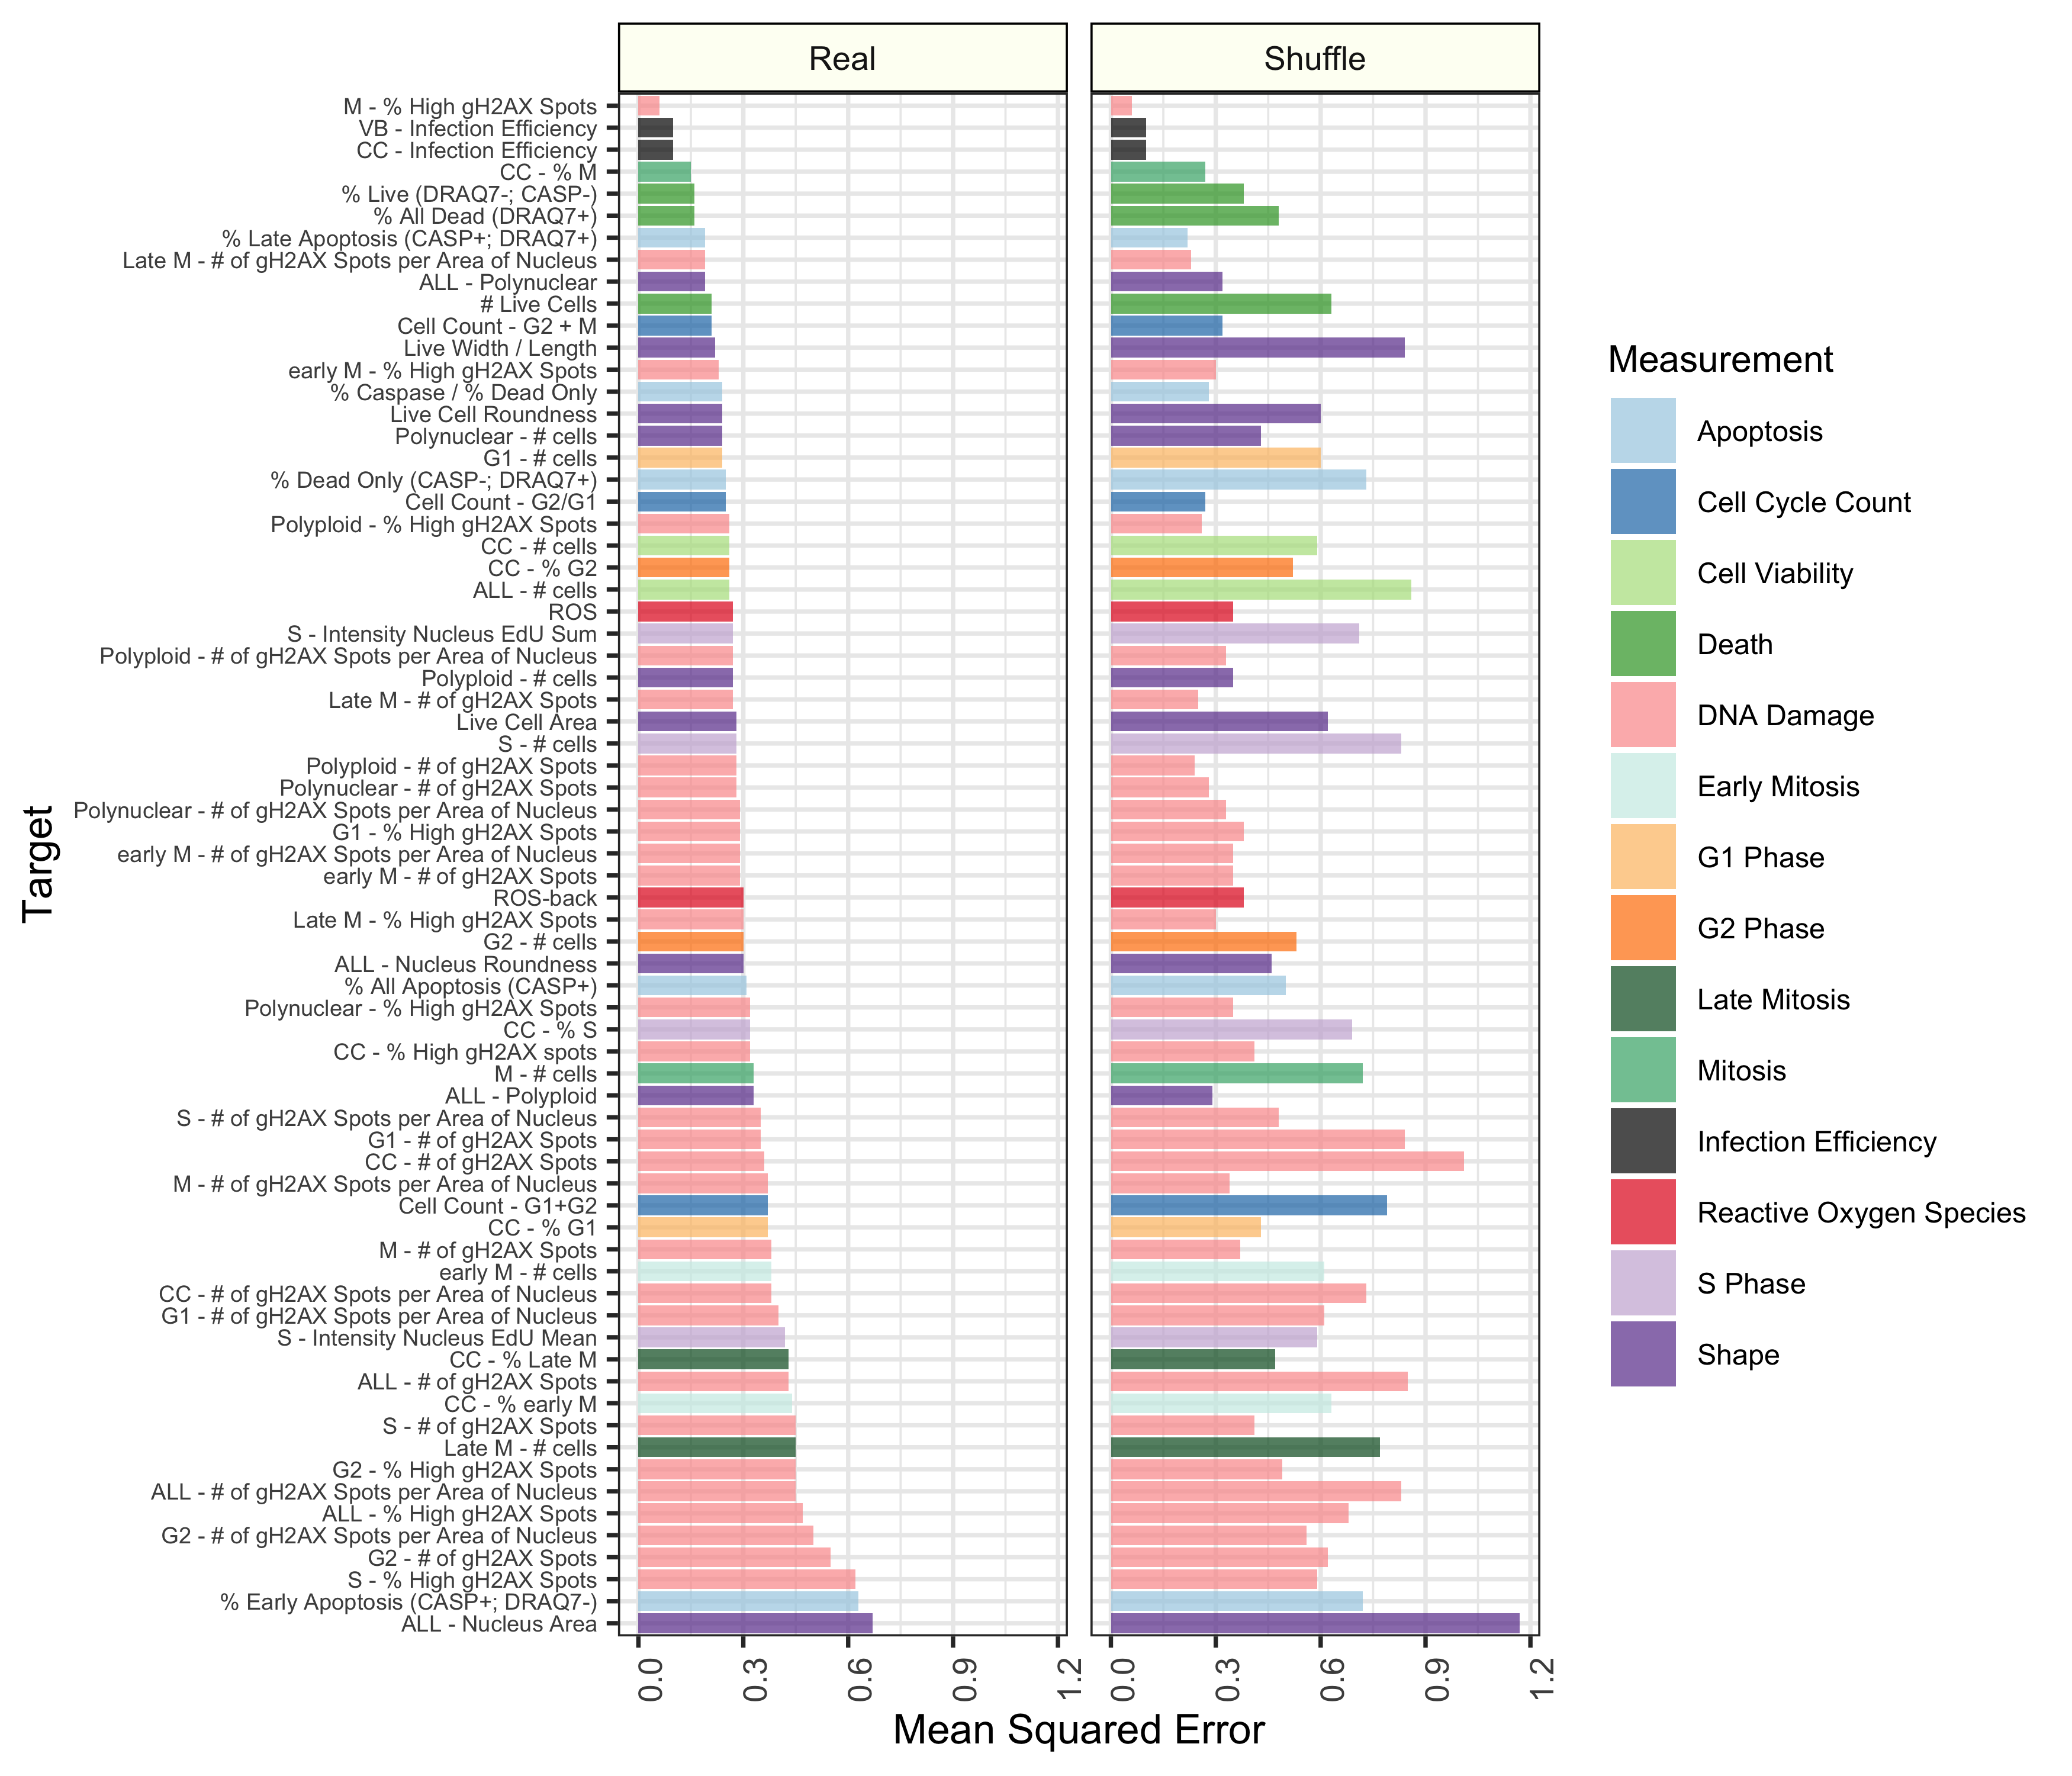 Real
Shuffle
M - % High gH2AX Spots
VB - Infection Efficiency
CC - Infection Efficiency
CC - % M
% Live (DRAQ7-; CASP-)
% All Dead (DRAQ7+)
% Late Apoptosis (CASP+; DRAQ7+)
Late M - # of gH2AX Spots per Area of Nucleus
ALL - Polynuclear
# Live Cells
Cell Count - G2 + M
Live Width / Length
early M - % High gH2AX Spots
% Caspase / % Dead Only
Live Cell Roundness
Polynuclear - # cells
G1 - # cells
% Dead Only (CASP-; DRAQ7+)
Cell Count - G2/G1
Polyploid - % High gH2AX Spots
CC - # cells
CC - % G2
ALL - # cells
ROS
S - Intensity Nucleus EdU Sum
Polyploid - # of gH2AX Spots per Area of Nucleus
Polyploid - # cells
Late M - # of gH2AX Spots
Live Cell Area
S - # cells
Polyploid - # of gH2AX Spots
Polynuclear - # of gH2AX Spots
Polynuclear - # of gH2AX Spots per Area of Nucleus
G1 - % High gH2AX Spots
early M - # of gH2AX Spots per Area of Nucleus
early M - # of gH2AX Spots
ROS-back
Late M - % High gH2AX Spots
G2 - # cells
ALL - Nucleus Roundness
% All Apoptosis (CASP+)
Polynuclear - % High gH2AX Spots
CC - % S
CC - % High gH2AX spots
M - # cells
ALL - Polyploid
S - # of gH2AX Spots per Area of Nucleus
G1 - # of gH2AX Spots
CC - # of gH2AX Spots
M - # of gH2AX Spots per Area of Nucleus
Cell Count - G1+G2
CC - % G1
M - # of gH2AX Spots
early M - # cells
CC - # of gH2AX Spots per Area of Nucleus
G1 - # of gH2AX Spots per Area of Nucleus
S - Intensity Nucleus EdU Mean
CC - % Late M
ALL - # of gH2AX Spots
CC - % early M
S - # of gH2AX Spots
Late M - # cells
G2 - % High gH2AX Spots
ALL - # of gH2AX Spots per Area of Nucleus
ALL - % High gH2AX Spots
G2 - # of gH2AX Spots per Area of Nucleus
G2 - # of gH2AX Spots
S - % High gH2AX Spots
% Early Apoptosis (CASP+; DRAQ7-)
ALL - Nucleus Area
Target
0.0 0.3 0.6 0.9 1.2
0.0 0.3 0.6 0.9 1.2
Mean Squared Error
Measurement
Apoptosis
Cell Cycle Count
Cell Viability
Death
DNA Damage
Early Mitosis
G1 Phase
G2 Phase
Late Mitosis
Mitosis
Infection Efficiency
Reactive Oxygen Species
S Phase
Shape